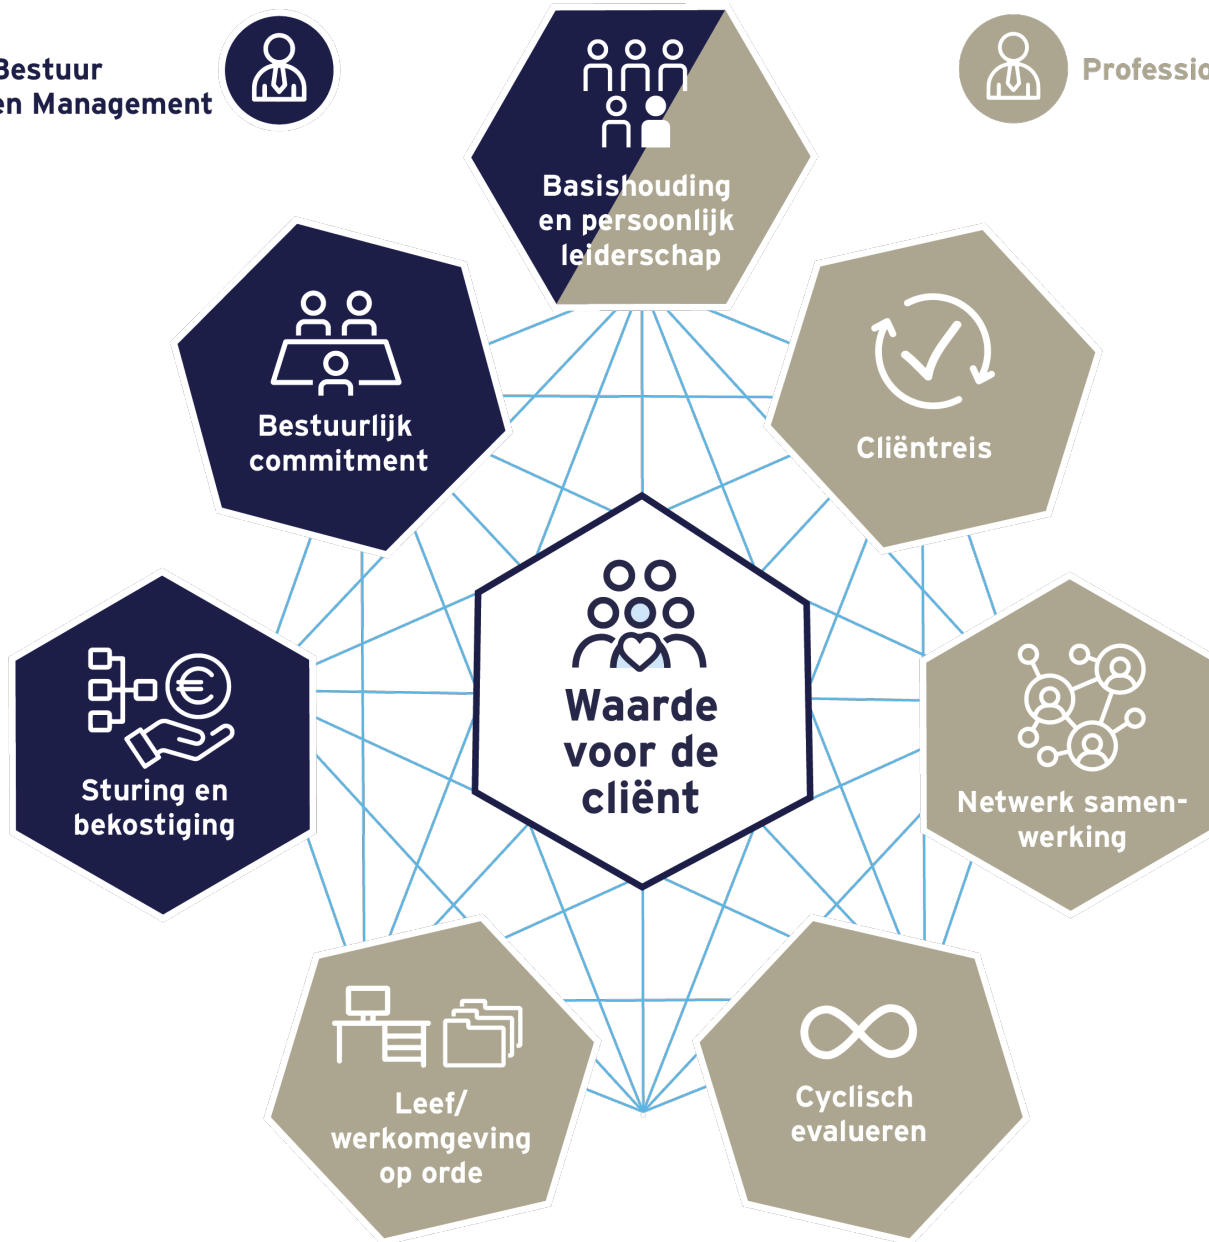 Bestuur
en Management
Professio
Basishouding
en persoonlijk
leiderschap
Bestuurlijk
commitment
Cliëntreis
Waarde
voor de
cliënt
Sturing en
bekostiging
Netwerk samen-
werking
Leef/
werkomgeving
op orde
Cyclisch
evalueren